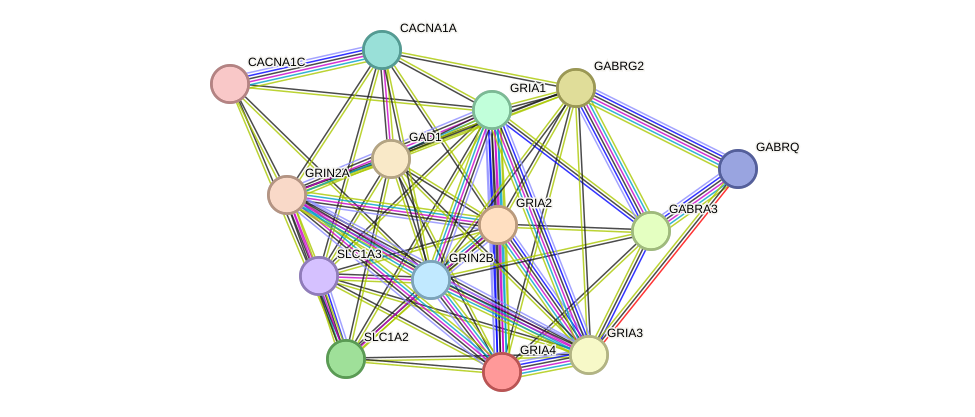 CACNA1A
CACNA1C
GABRG2
GRIA1
GAD1
GABRQ
GRIN2A
GRIA2
GABRA3
SLC1A3
GRIN2B
GRIA3
SLC1A2
GRIA4